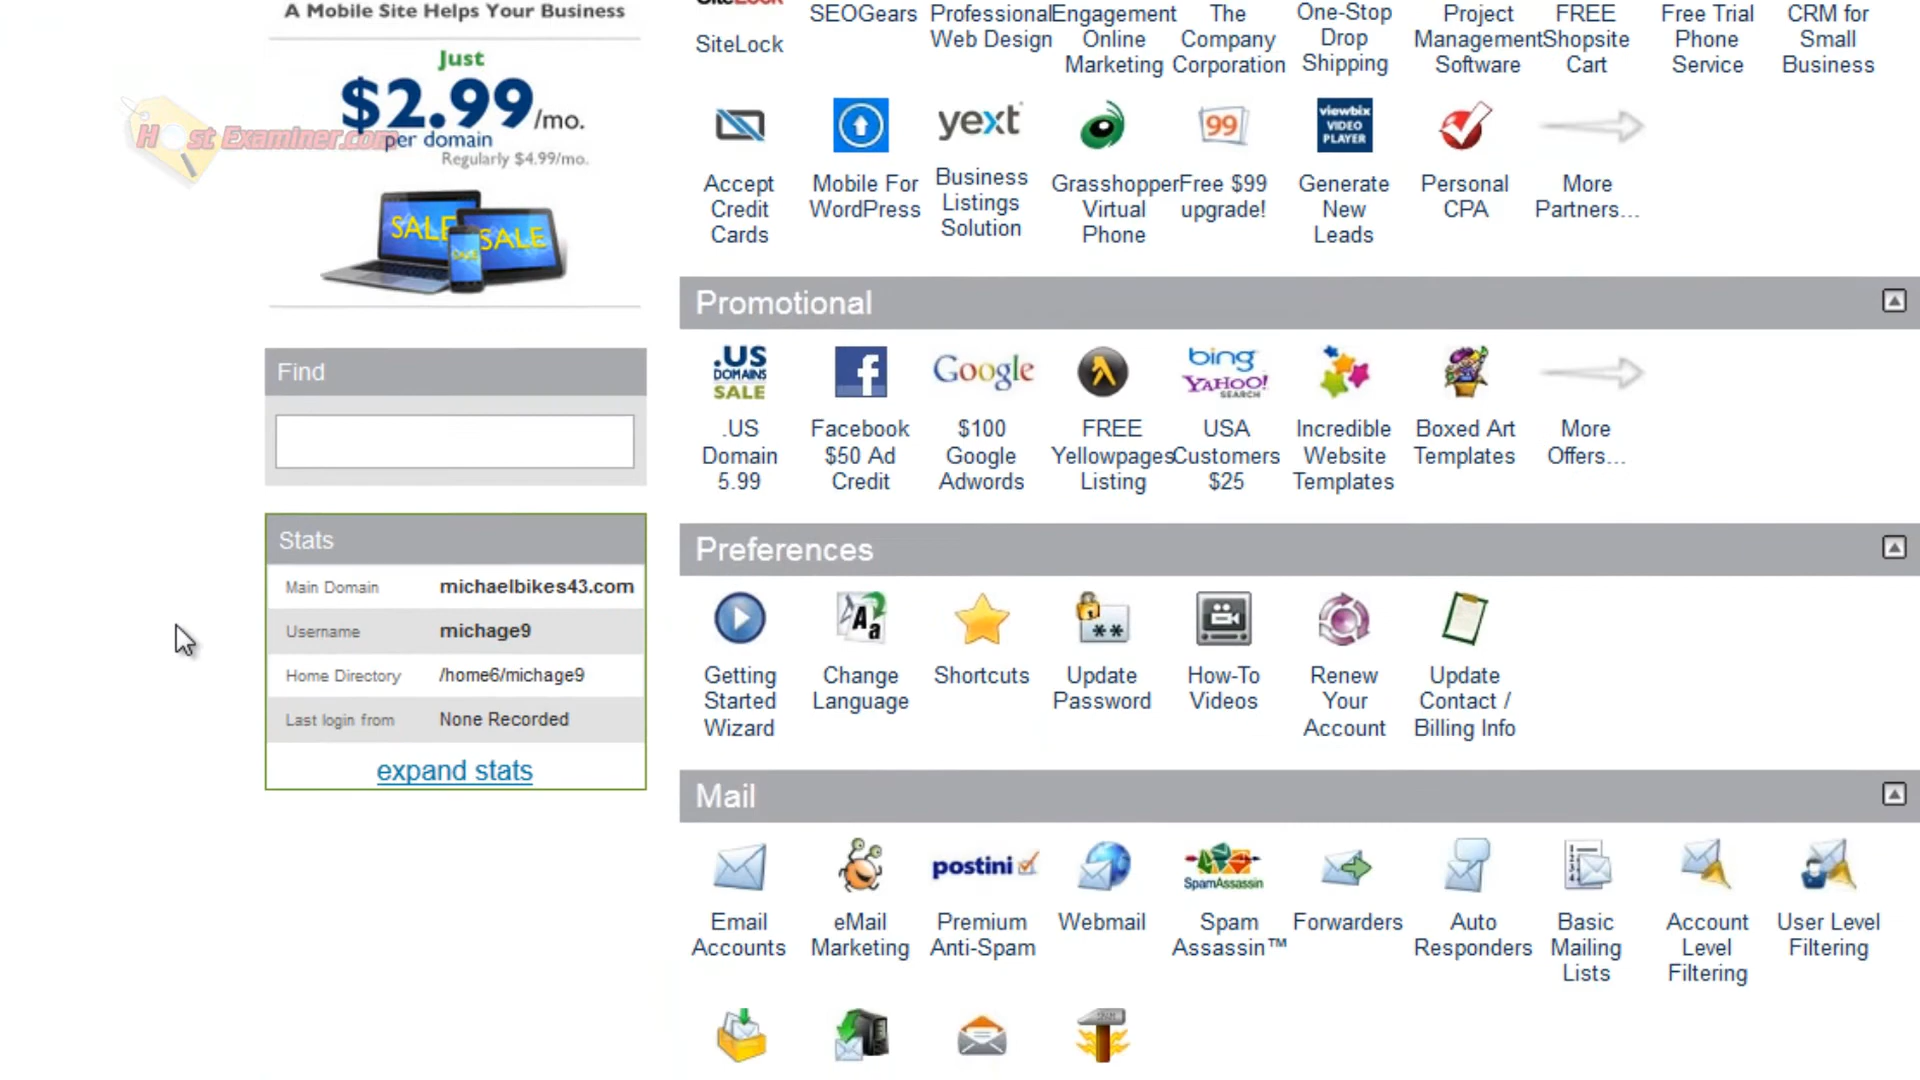 A Mobile Site Helps Your Business
Just
$2.99/mo.
per domain
Regularly $4.99/mo.
Host Examiner.com
SALE
SALE
SALE
Find
Stats
Main Domain michaelbikes43.com
Username michage9
Home Directory /home6/michage9
Last login from None Recorded
expand stats
SiteLock
SiteLock
SEOGears
Professional
Web Design
Engagement
Online
Marketing
The
Company
Corporation
One-Stop
Drop
Shipping
Project
Management
Software
FREE
Shopsite
Cart
Free Trial
Phone
Service
CRM for
Small
Business
yext
99
viewbix
VIDEO
PLAYER
Accept
Credit
Cards
Mobile For
WordPress
Business
Listings
Solution
Grasshopper
Virtual
Phone
Free $99
upgrade!
Generate
New
Leads
Personal
CPA
More
Partners...
Promotional
.US
DOMAINS
SALE
f
Google
bing
YAHOO!
SEARCH
.US
Domain
5.99
Facebook
$50 Ad
Credit
$100
Google
Adwords
FREE
Yellowpages
Listing
USA
Customers
$25
Incredible
Website
Templates
Boxed Art
Templates
More
Offers...
Preferences
Aa
**
Getting
Started
Wizard
Change
Language
Shortcuts
Update
Password
How-To
Videos
Renew
Your
Account
Update
Contact /
Billing Info
Mail
postini
SpamAssassin
Email
Accounts
eMail
Marketing
Premium
Anti-Spam
Webmail
Spam
Assassin™
Forwarders
Auto
Responders
Basic
Mailing
Lists
Account
Level
Filtering
User Level
Filtering
SPAM